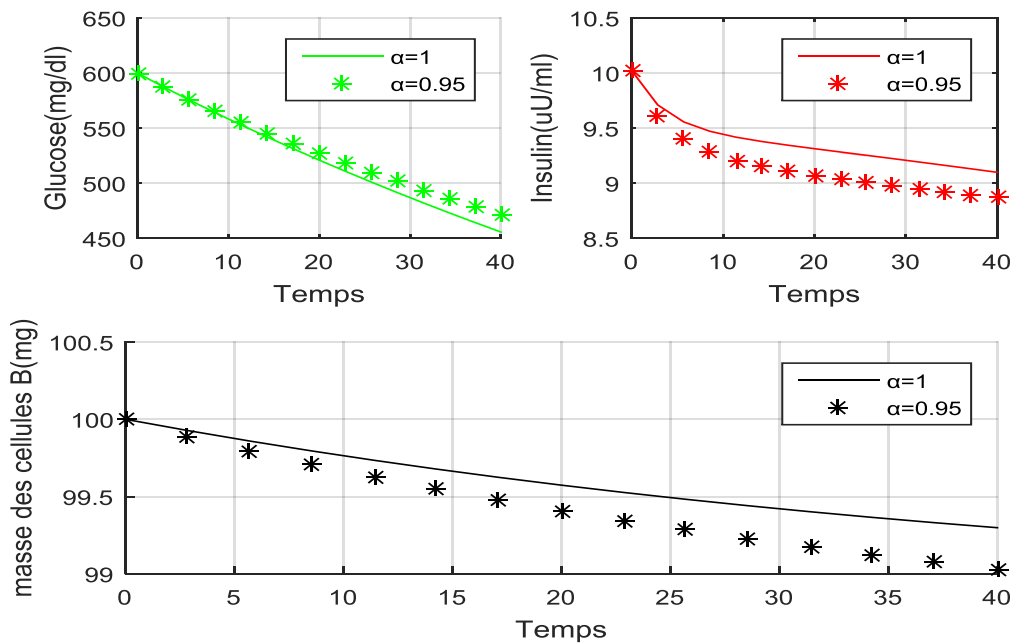 Glucose(mg/dl)
650
600
550
500
450
0 10 20 30 40
Temps
α=1
α=0.95
Insulin(uU/ml)
10.5
10
9.5
9
8.5
0 10 20 30 40
Temps
α=1
α=0.95
masse des cellules B(mg)
100.5
100
99.5
99
0 5 10 15 20 25 30 35 40
Temps
α=1
α=0.95